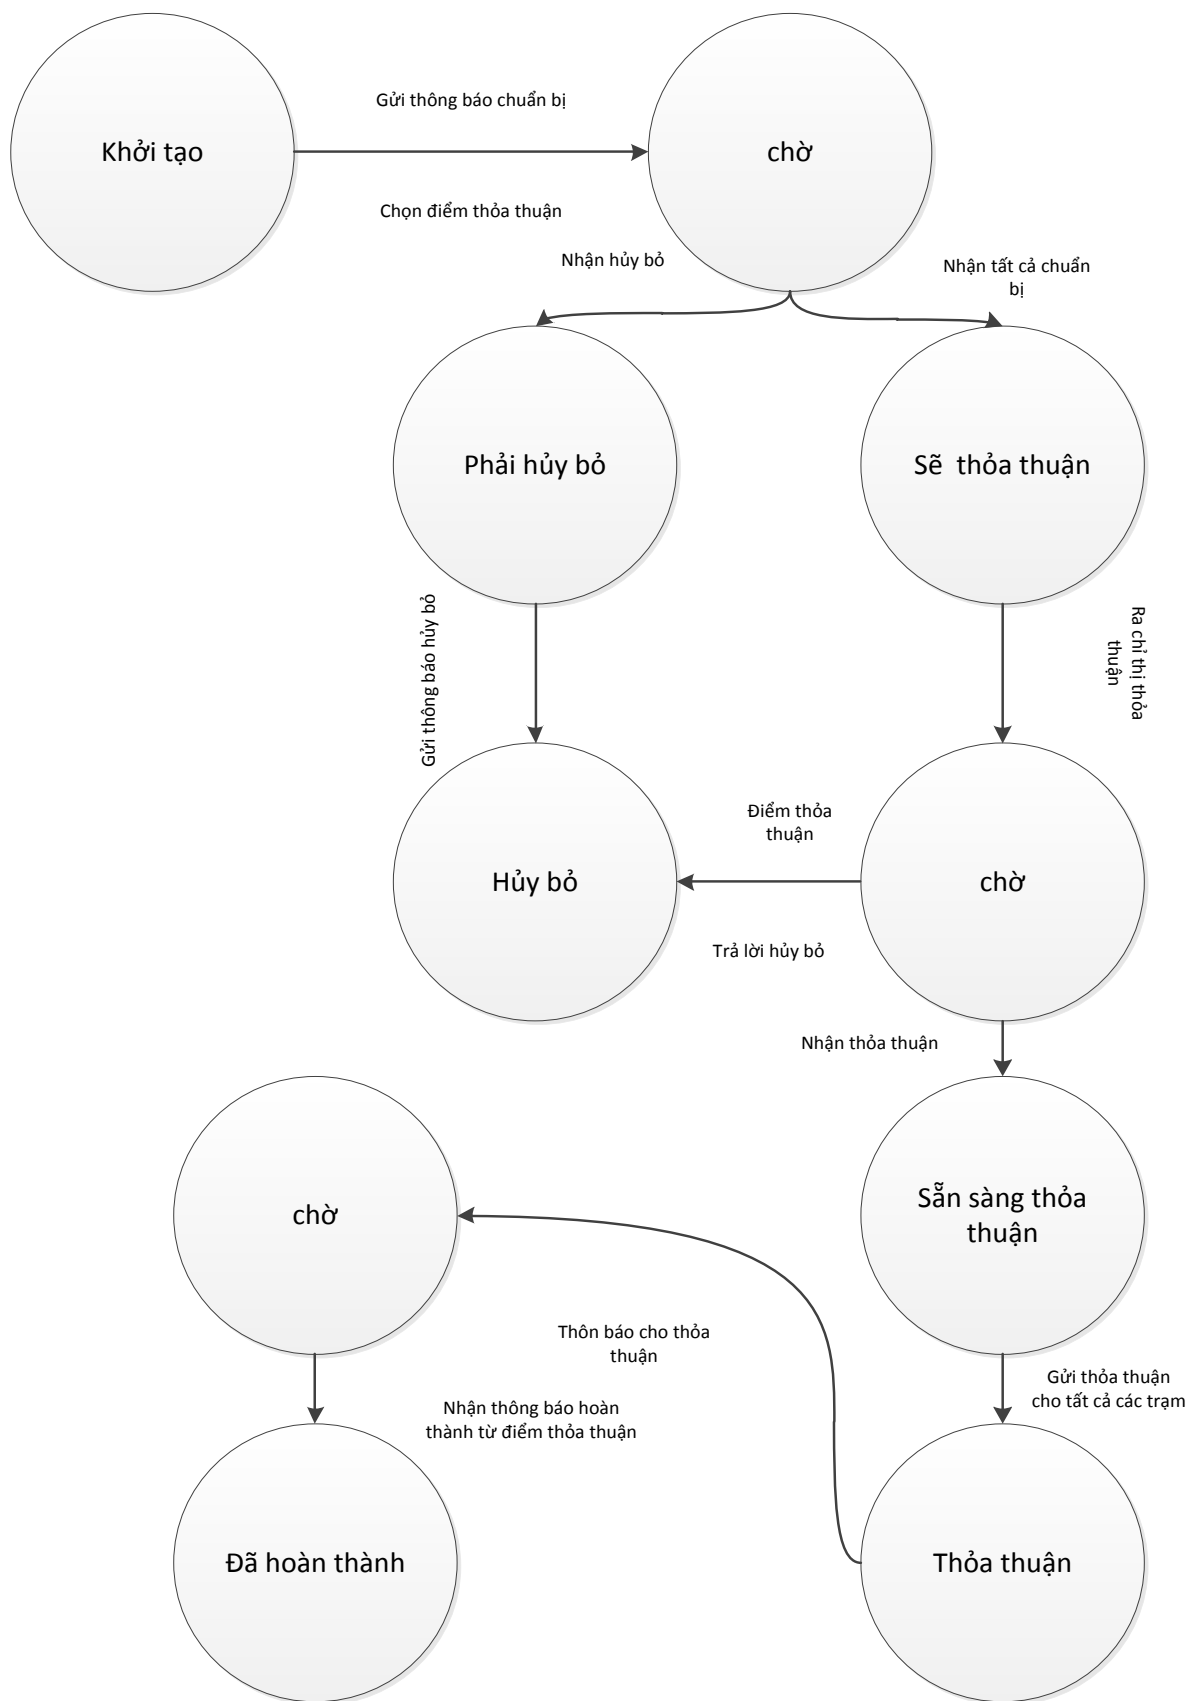 Gửi thông báo chuẩn bị
Khởi tạo
chờ
Chọn điểm thỏa thuận
Nhận hủy bỏ
Nhận tất cả chuẩn
bị
Phải hủy bỏ
Sẽ thỏa thuận
Gửi thông báo hủy bỏ
Ra chỉ thị thỏa
thuận
Điểm thỏa
thuận
Hủy bỏ
chờ
Trả lời hủy bỏ
Nhận thỏa thuận
chờ
Sẵn sàng thỏa
thuận
Thôn báo cho thỏa
thuận
Gửi thỏa thuận
cho tất cả các trạm
Nhận thông báo hoàn
thành từ điểm thỏa thuận
Đã hoàn thành
Thỏa thuận